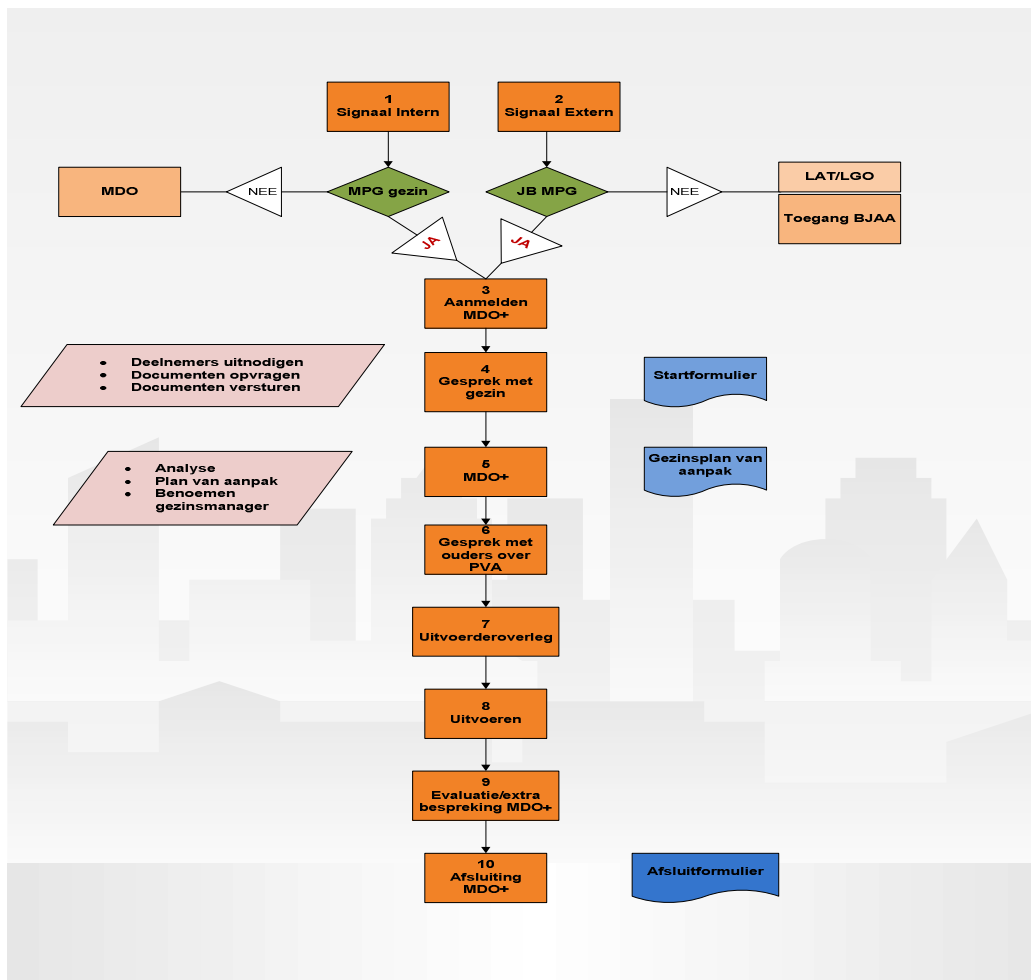 1
Signaal Intern
2
Signaal Extern
MDO
NEE
MPG gezin
JB MPG
NEE
LAT/LGO
Toegang BJAA
JA
JA
3
Aanmelden
MDO+
• Deelnemers uitnodigen
• Documenten opvragen
• Documenten versturen
4
Gesprek met
gezin
Startformulier
• Analyse
• Plan van aanpak
• Benoemen
gezinsmanager
5
MDO+
Gezinsplan van
aanpak
6
Gesprek met
ouders over
PVA
7
Uitvoerderoverleg
8
Uitvoeren
9
Evaluatie/extra
bespreking MDO+
10
Afsluiting
MDO+
Afsluitformulier